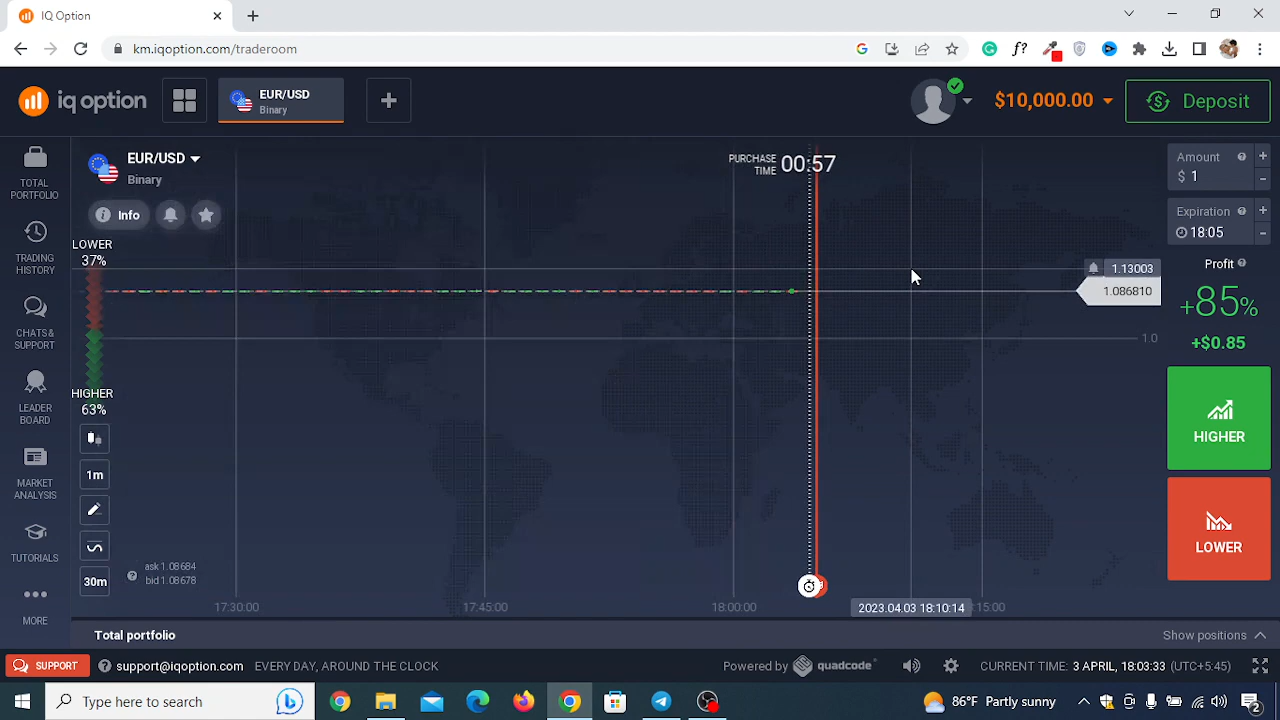 IQ Option
km.iqoption.com/traderoom
f?
iq option
EUR/USD
Binary
$10,000.00
Deposit
TOTAL
PORTFOLIO
TRADING
HISTORY
CHATS &
SUPPORT
LEADER
BOARD
MARKET
ANALYSIS
TUTORIALS
MORE
EUR/USD
Binary
Info
LOWER
37%
HIGHER
63%
1m
30m
ask 1.08684
bid 1.08678
PURCHASE
TIME
00:57
1.13003
1.086810
1.0
17:30:00
17:45:00
18:00:00
2023.04.03 18:10:14
:15:00
Amount
$ 1
Expiration
18:05
Profit
+85%
+$0.85
HIGHER
LOWER
Total portfolio
Show positions
SUPPORT
support@iqoption.com
EVERY DAY, AROUND THE CLOCK
Powered by quadcode
CURRENT TIME: 3 APRIL, 18:03:33 (UTC+5:45)
Type here to search
86°F Partly sunny
2